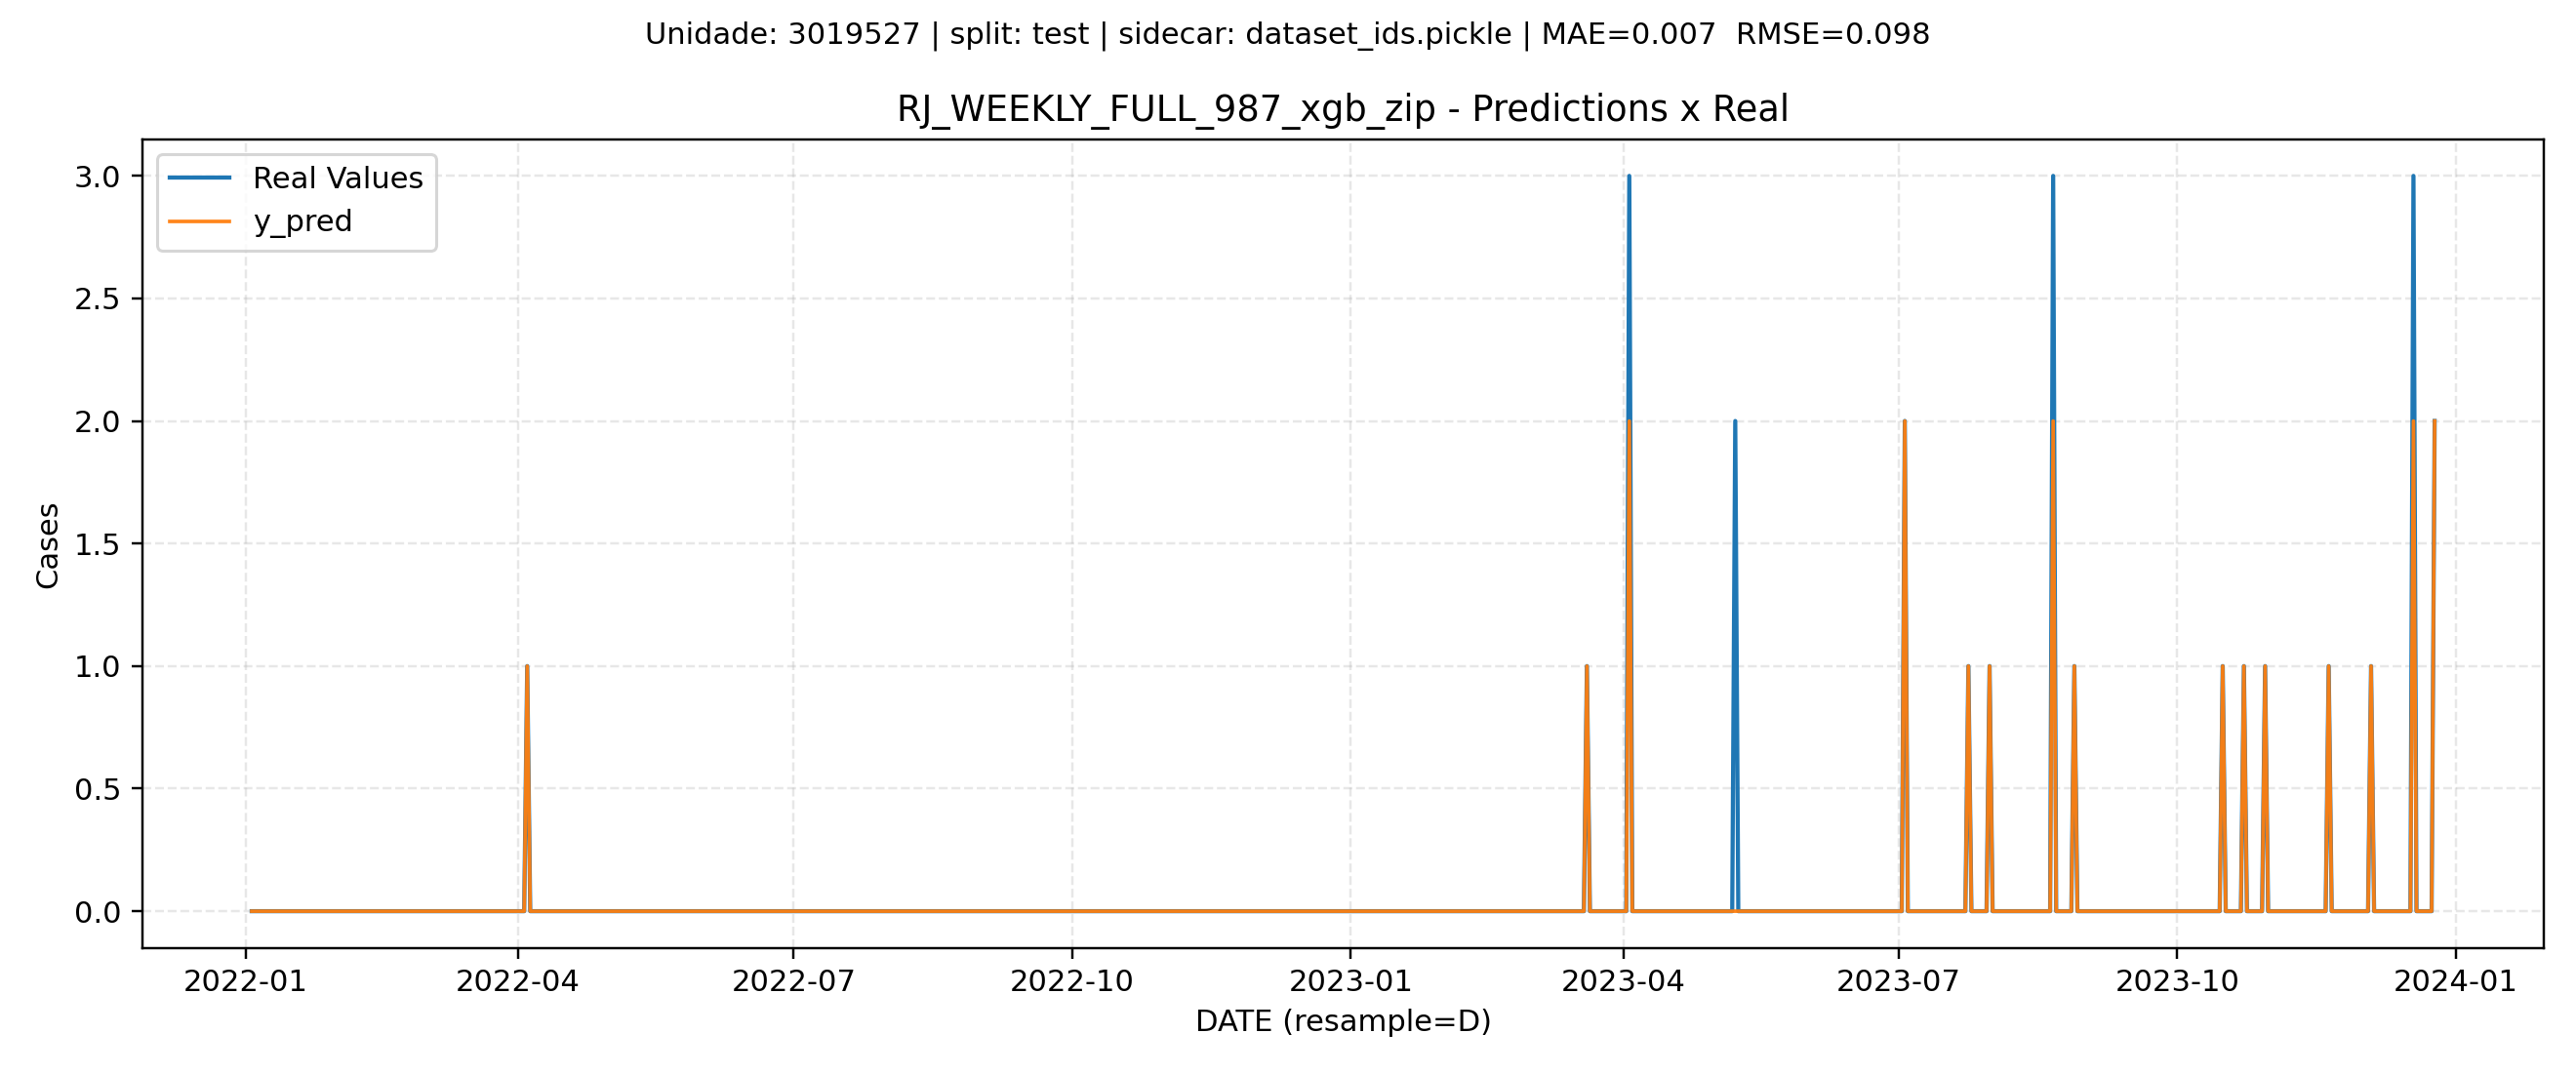 Unidade: 3019527 | split: test | sidecar: dataset_ids.pickle | MAE=0.007  RMSE=0.098
RJ_WEEKLY_FULL_987_xgb_zip - Predictions x Real
Real Values
y_pred
3.0
2.5
2.0
1.5
1.0
0.5
0.0
Cases
2022-01
2022-04
2022-07
2022-10
2023-01
2023-04
2023-07
2023-10
2024-01
DATE (resample=D)